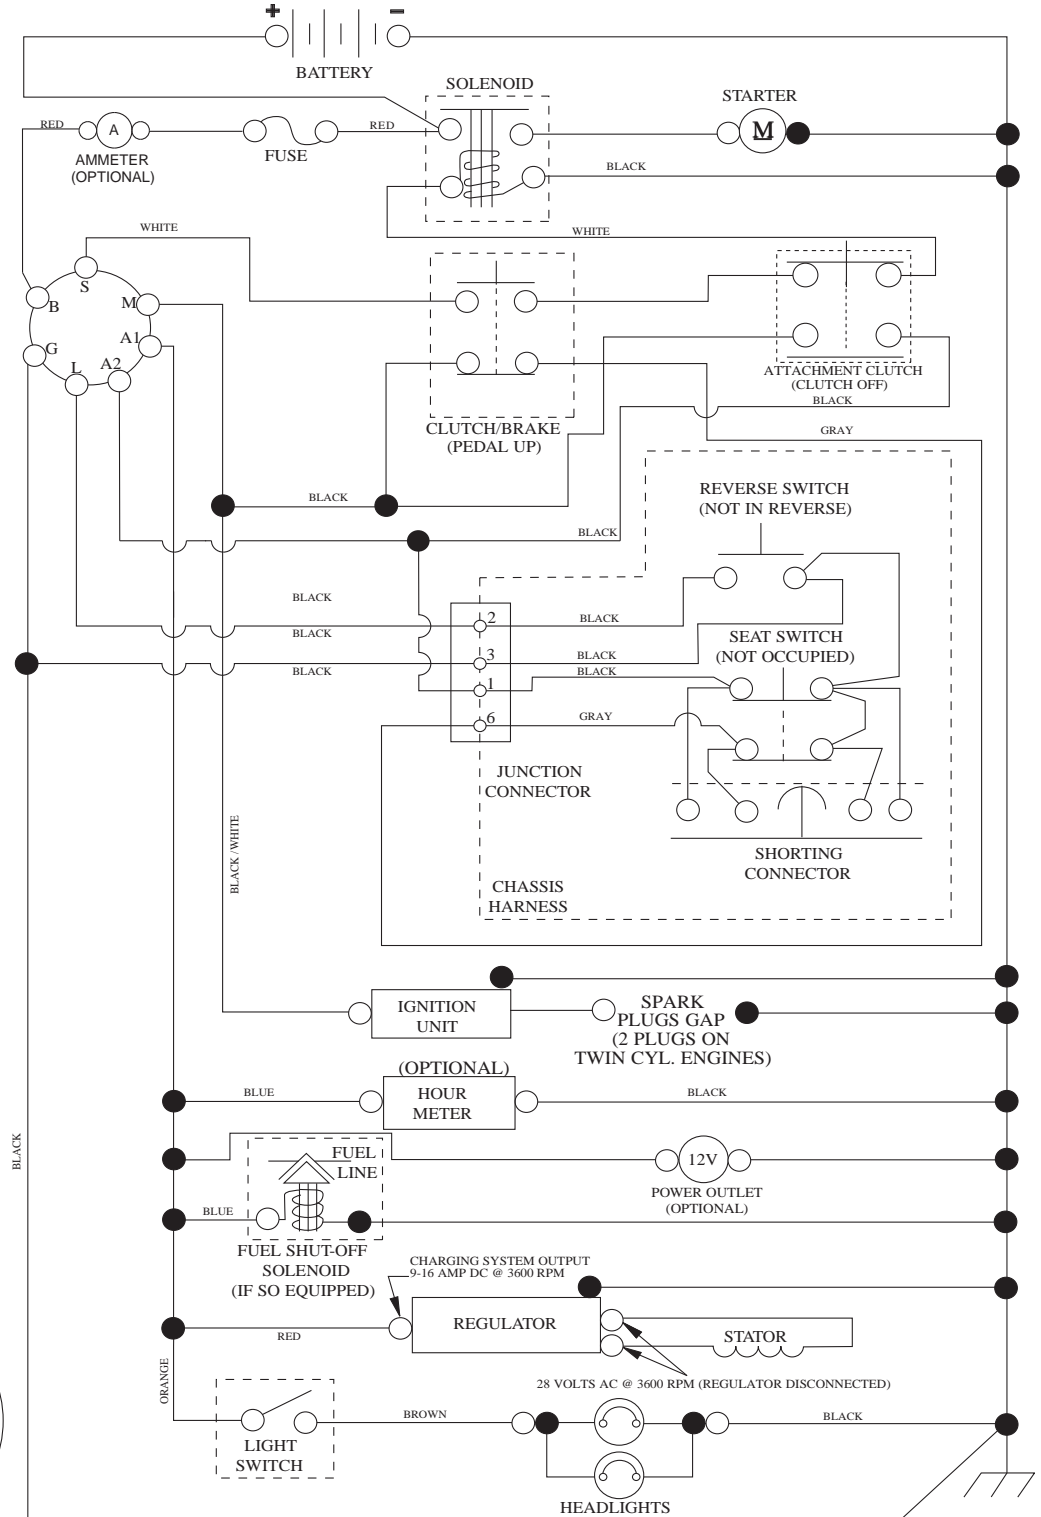 + −
BATTERY
SOLENOID
STARTER
RED
A
RED
M
FUSE
AMMETER
(OPTIONAL)
BLACK
WHITE
WHITE
S
B
M
A1
G
L
A2
ATTACHMENT CLUTCH
(CLUTCH OFF)
BLACK
CLUTCH/BRAKE
(PEDAL UP)
GRAY
REVERSE SWITCH
(NOT IN REVERSE)
BLACK
BLACK
BLACK
2
BLACK
BLACK
SEAT SWITCH
(NOT OCCUPIED)
3
BLACK
BLACK
BLACK
1
6
GRAY
JUNCTION
CONNECTOR
BLACK / WHITE
SHORTING
CONNECTOR
CHASSIS
HARNESS
IGNITION
UNIT
SPARK
PLUGS GAP
(2 PLUGS ON
TWIN CYL. ENGINES)
(OPTIONAL)
HOUR
METER
BLUE
BLACK
BLACK
FUEL
LINE
12V
POWER OUTLET
(OPTIONAL)
BLUE
FUEL SHUT-OFF
SOLENOID
(IF SO EQUIPPED)
CHARGING SYSTEM OUTPUT
9-16 AMP DC @ 3600 RPM
REGULATOR
STATOR
RED
ORANGE
28 VOLTS AC @ 3600 RPM (REGULATOR DISCONNECTED)
BROWN
BLACK
LIGHT
SWITCH
HEADLIGHTS